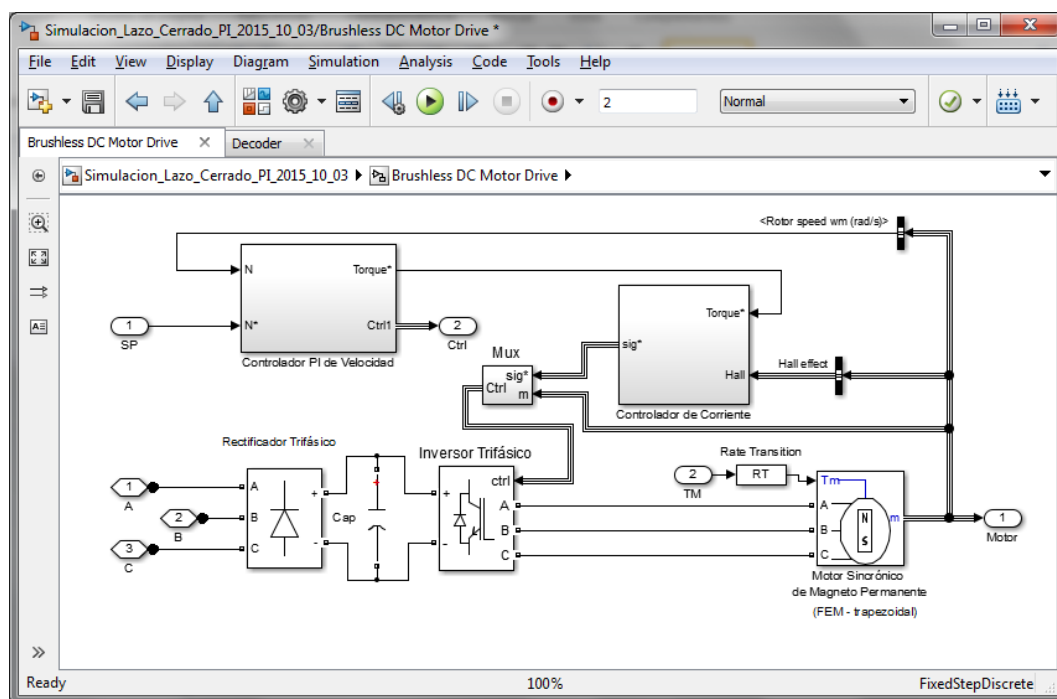 Simulacion_Lazo_Cerrado_PI_2015_10_03/Brushless DC Motor Drive *
File Edit View Display Diagram Simulation Analysis Code Tools Help
2 Normal
Brushless DC Motor Drive Decoder
Simulacion_Lazo_Cerrado_PI_2015_10_03 Brushless DC Motor Drive
<Rotor speed wm (rad/s)>
N Torque*
N* Ctrl1
1
SP
2
Ctrl
Controlador PI de Velocidad
Torque*
sig*
Hall
Hall effect
Controlador de Corriente
Mux
sig*
Ctrl
m
Rectificador Trifásico
A
B
C
+
-
1
A
2
B
3
C
Cap
Inversor Trifásico
ctrl
+
-
A
B
C
Rate Transition
2
TM
RT
Tm
A
B
C
N
S
m
1
Motor
Motor Sincrónico
de Magneto Permanente
(FEM - trapezoidal)
Ready 100% FixedStepDiscrete